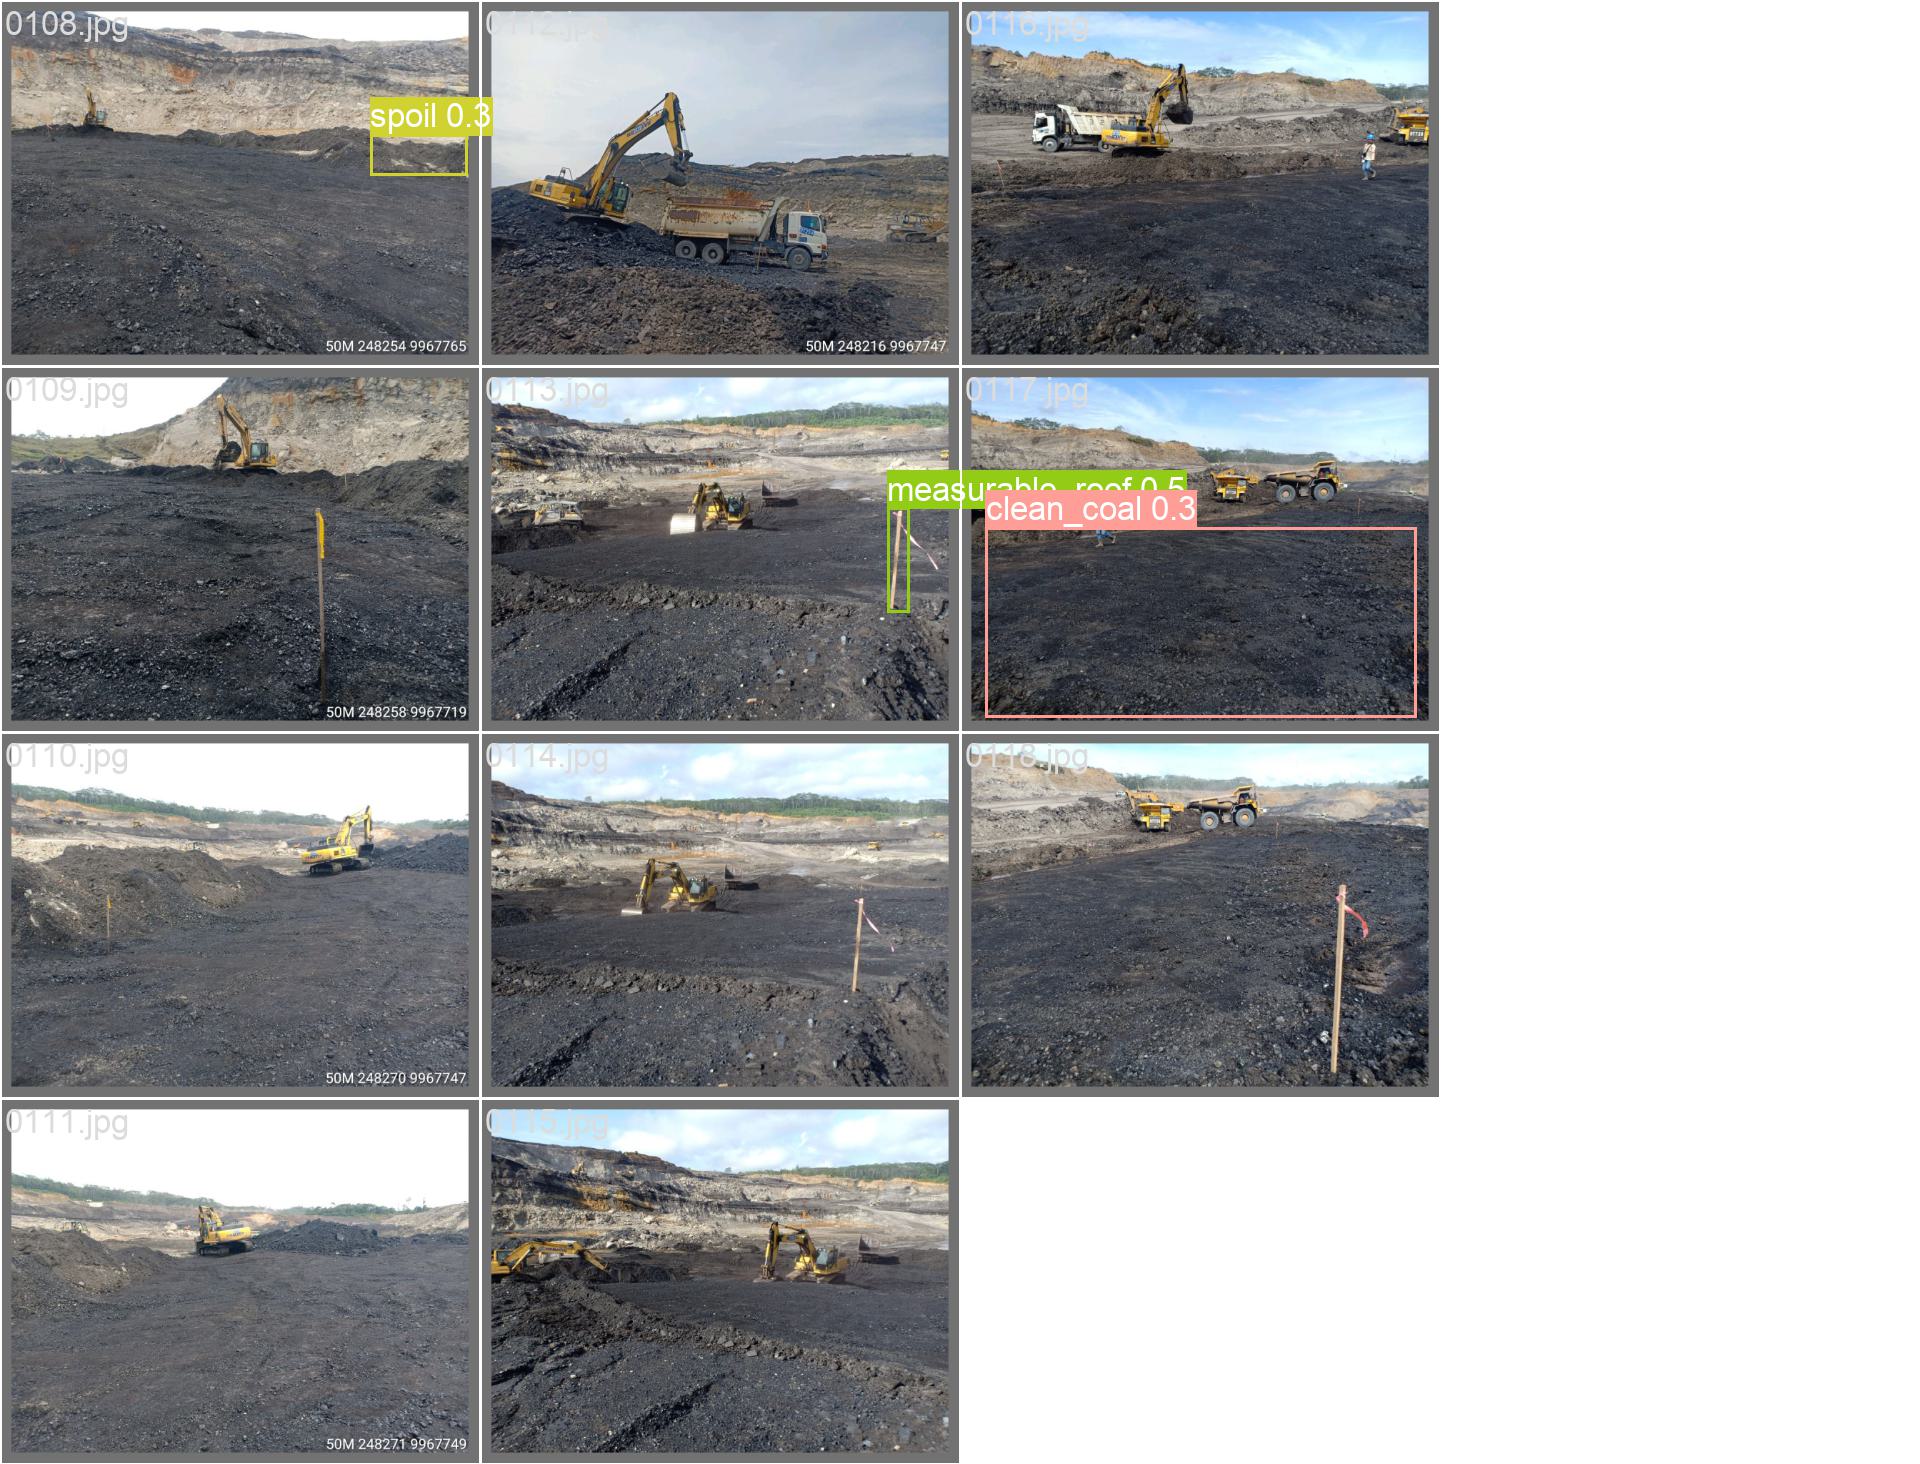 0108.jpg
spoil 0.3
50M 248254 9967765
0112.jpg
50M 248216 9967747
0116.jpg
0109.jpg
50M 248258 9967719
0113.jpg
measurable_roof 0.5
0117.jpg
clean_coal 0.3
0110.jpg
50M 248270 9967747
0114.jpg
0118.jpg
0111.jpg
50M 248271 9967749
0115.jpg